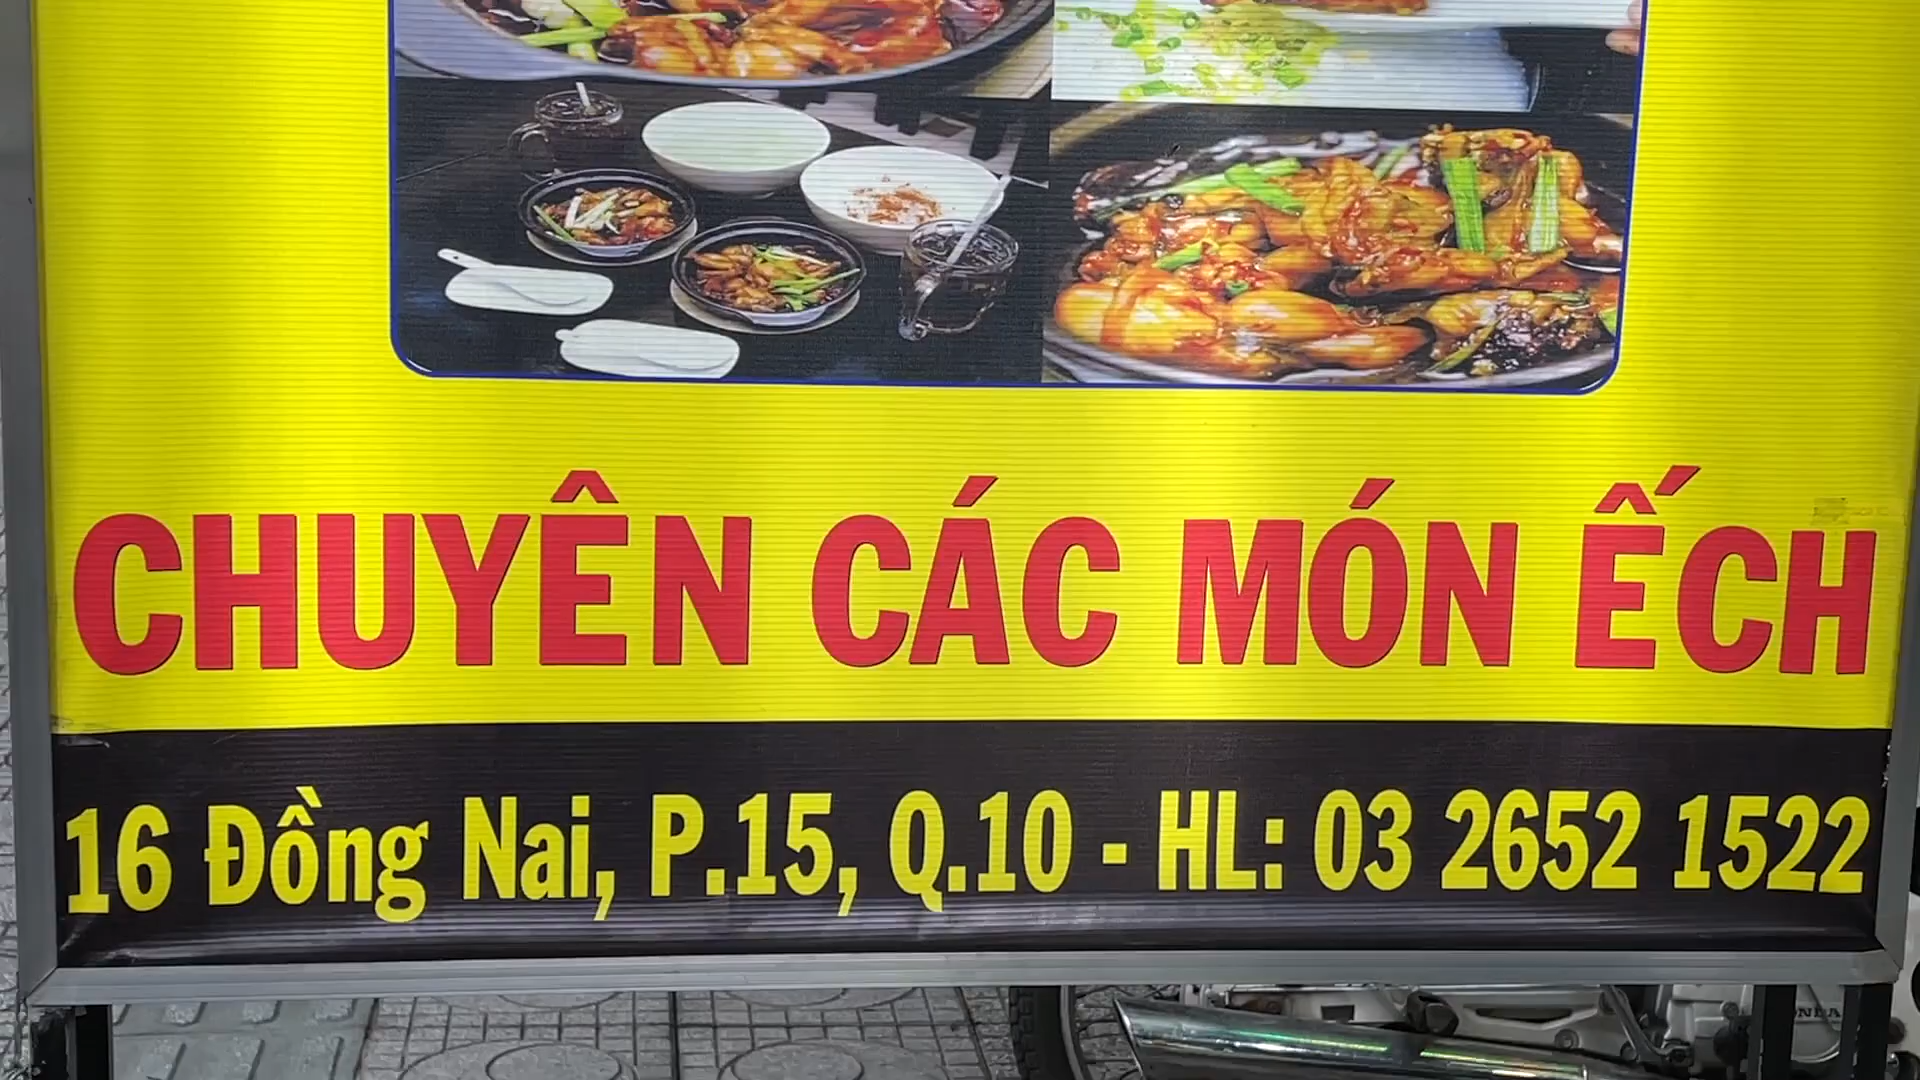 CHUYÊN CÁC MÓN ẾCH
16 Đồng Nai, P.15, Q.10 - HL: 03 2652 1522